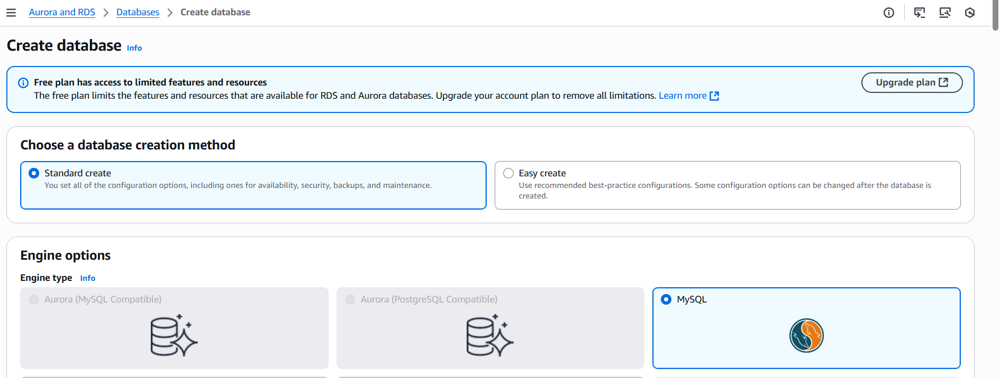 Aurora and RDS > Databases > Create database
Create database Info
Free plan has access to limited features and resources
The free plan limits the features and resources that are available for RDS and Aurora databases. Upgrade your account plan to remove all limitations. Learn more
Upgrade plan
Choose a database creation method
Standard create
You set all of the configuration options, including ones for availability, security, backups, and maintenance.
Easy create
Use recommended best-practice configurations. Some configuration options can be changed after the database is
created.
Engine options
Engine type Info
Aurora (MySQL Compatible)
Aurora (PostgreSQL Compatible)
MySQL